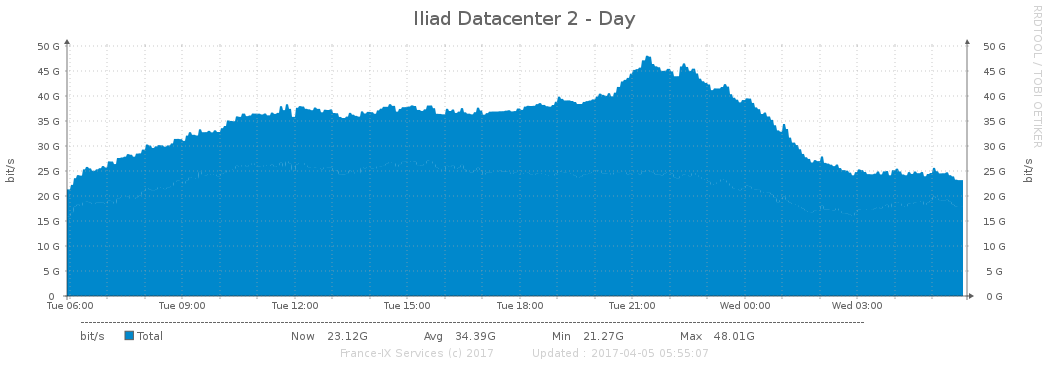 Iliad Datacenter 2 - Day
RRDTOOL / TOBI OETIKER
50 G 50 G
45 G 45 G
40 G 40 G
35 G 35 G
30 G 30 G
25 G 25 G
20 G 20 G
15 G 15 G
10 G 10 G
5 G 5 G
0 0 G
bit/s bit/s
Tue 06:00 Tue 09:00 Tue 12:00 Tue 15:00 Tue 18:00 Tue 21:00 Wed 00:00 Wed 03:00
bit/s Total Now 23.12G Avg 34.39G Min 21.27G Max 48.01G
France-IX Services (c) 2017 Updated : 2017-04-05 05:55:07